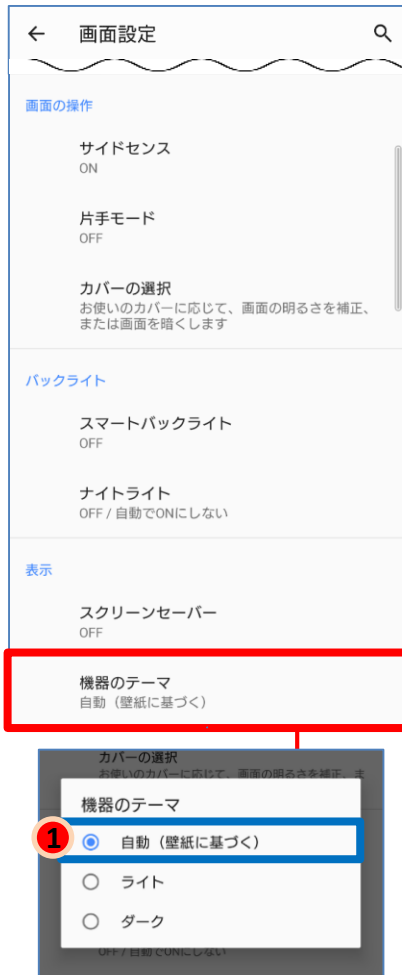 画面設定
画面の操作
サイドセンス
ON
片手モード
OFF
カバーの選択
お使いのカバーに応じて、画面の明るさを補正、
または画面を暗くします
バックライト
スマートバックライト
OFF
ナイトライト
OFF / 自動でONにしない
表示
スクリーンセーバー
OFF
機器のテーマ
自動（壁紙に基づく）
カバーの選択
お使いのカバーに応じて、画面の明るさを補正、ま
機器のテーマ
1
自動（壁紙に基づく）
ライト
ダーク
OFF / 自動でONにしない